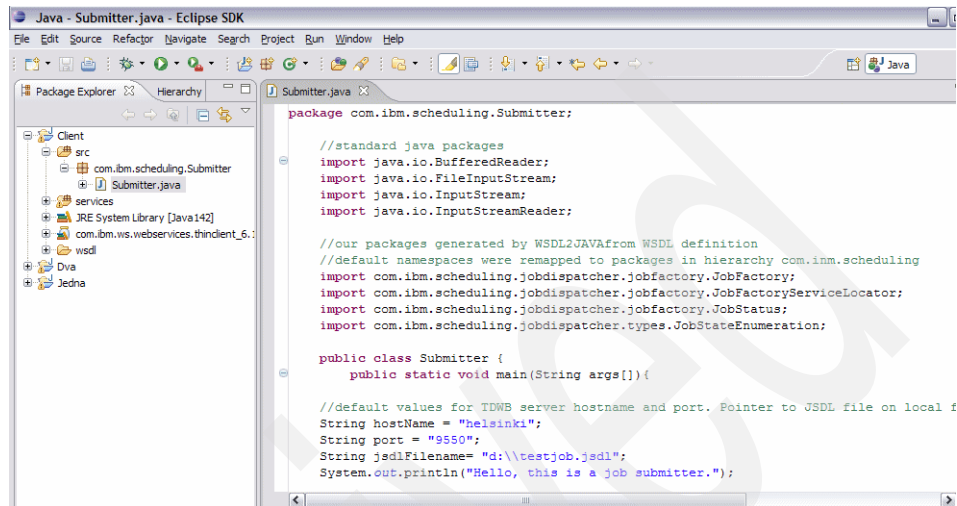 Java - Submitter.java - Eclipse SDK
File Edit Source Refactor Navigate Search Project Run Window Help
Java
Package Explorer Hierarchy
Submitter.java
Client
src
com.ibm.scheduling.Submitter
Submitter.java
services
JRE System Library [Java142]
com.ibm.ws.webservices.thinclient_6.1
wsdl
Dva
Jedna
package com.ibm.scheduling.Submitter;
//standard java packages
import java.io.BufferedReader;
import java.io.FileInputStream;
import java.io.InputStream;
import java.io.InputStreamReader;
//our packages generated by WSDL2JAVAfrom WSDL definition
//default namespaces were remapped to packages in hierarchy com.inm.scheduling
import com.ibm.scheduling.jobdispatcher.jobfactory.JobFactory;
import com.ibm.scheduling.jobdispatcher.jobfactory.JobFactoryServiceLocator;
import com.ibm.scheduling.jobdispatcher.jobfactory.JobStatus;
import com.ibm.scheduling.jobdispatcher.types.JobStateEnumeration;
public class Submitter {
public static void main(String args[]){
//default values for TDWB server hostname and port. Pointer to JSDL file on local f
String hostName = "helsinki";
String port = "9550";
String jsdlFilename= "d:\\testjob.jsdl";
System.out.println("Hello, this is a job submitter.");